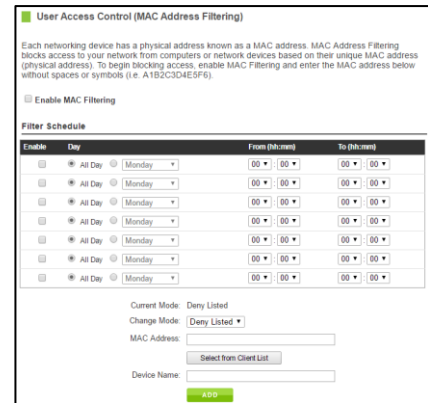 User Access Control (MAC Address Filtering)
Each networking device has a physical address known as a MAC address. MAC Address Filtering
blocks access to your network from computers or network devices based on their unique MAC address
(physical address). To begin blocking access, enable MAC Filtering and enter the MAC address below
without spaces or symbols (i.e. A1B2C3D4E5F6).
Enable MAC Filtering
Filter Schedule
Enable Day From (hh:mm) To (hh:mm)
All Day Monday 00 : 00 00 : 00
All Day Monday 00 : 00 00 : 00
All Day Monday 00 : 00 00 : 00
All Day Monday 00 : 00 00 : 00
All Day Monday 00 : 00 00 : 00
All Day Monday 00 : 00 00 : 00
All Day Monday 00 : 00 00 : 00
Current Mode: Deny Listed
Change Mode: Deny Listed
MAC Address:
Select from Client List
Device Name:
ADD